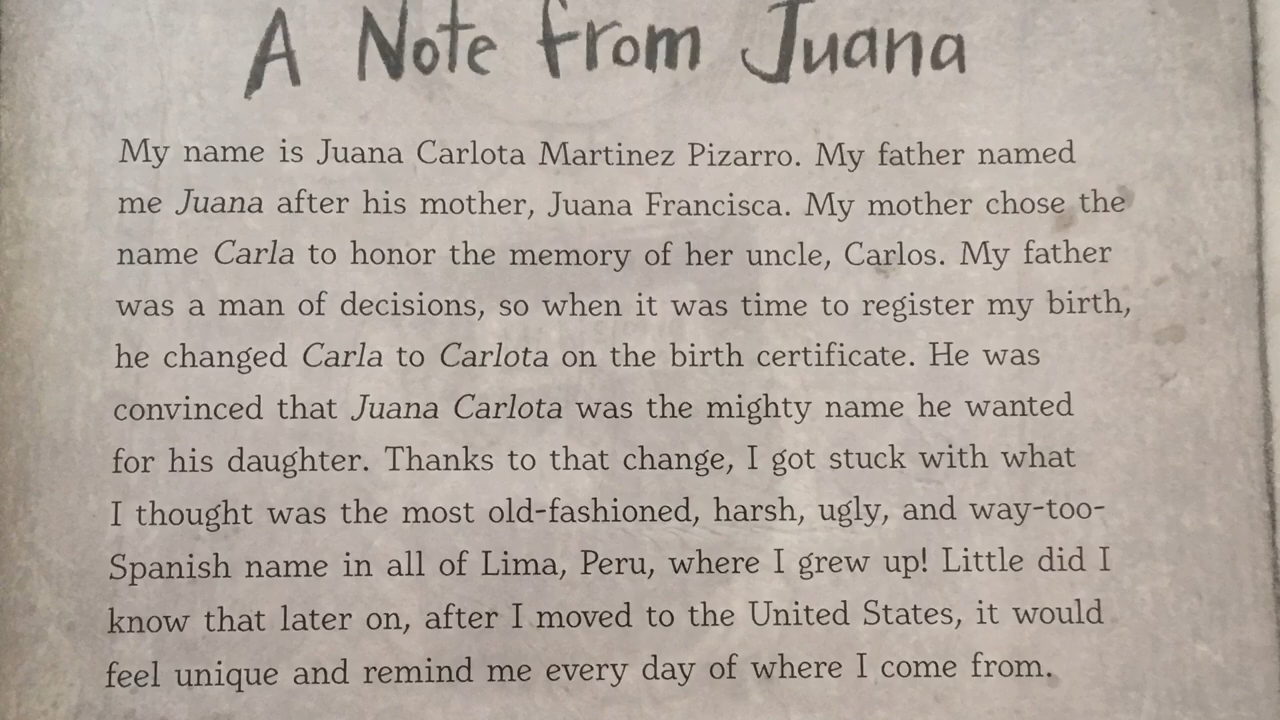 A Note from Juana
My name is Juana Carlota Martinez Pizarro. My father named
me Juana after his mother, Juana Francisca. My mother chose the
name Carla to honor the memory of her uncle, Carlos. My father
was a man of decisions, so when it was time to register my birth,
he changed Carla to Carlota on the birth certificate. He was
convinced that Juana Carlota was the mighty name he wanted
for his daughter. Thanks to that change, I got stuck with what
I thought was the most old-fashioned, harsh, ugly, and way-too-
Spanish name in all of Lima, Peru, where I grew up! Little did I
know that later on, after I moved to the United States, it would
feel unique and remind me every day of where I come from.